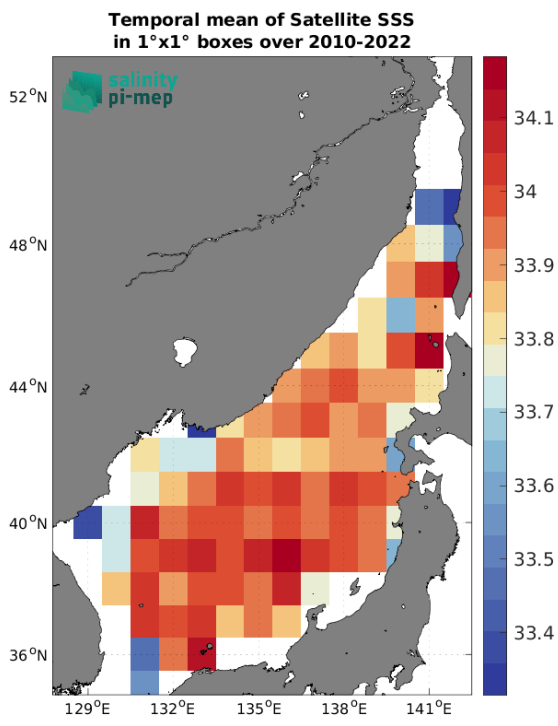 Temporal mean of Satellite SSS
in 1°x1° boxes over 2010-2022
salinity
pi-mep
52°N
48°N
44°N
40°N
36°N
129°E 132°E 135°E 138°E 141°E
34.1
34
33.9
33.8
33.7
33.6
33.5
33.4